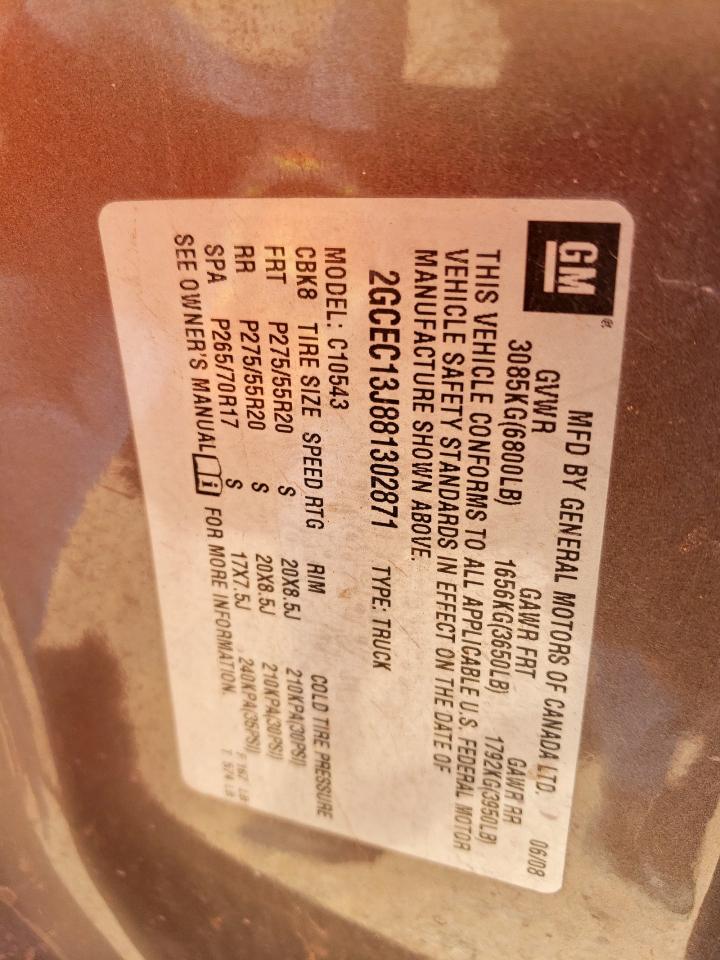 GM®
MFD BY GENERAL MOTORS OF CANADA LTD. 06/08
GVWR GAWR FRT GAWR RR
3085KG(6800LB) 1656KG(3650LB) 1792KG(3950LB)
THIS VEHICLE CONFORMS TO ALL APPLICABLE U.S. FEDERAL MOTOR
VEHICLE SAFETY STANDARDS IN EFFECT ON THE DATE OF
MANUFACTURE SHOWN ABOVE.
2GCEC13J881302871 TYPE: TRUCK
MODEL: C10543
CBK8 TIRE SIZE SPEED RTG RIM COLD TIRE PRESSURE
FRT P275/55R20 S 20X8.5J 210KPA(30PSI)
RR P275/55R20 S 20X8.5J 210KPA(30PSI)
SPA P265/70R17 S 17X7.5J 240KPA(35PSI)
SEE OWNER'S MANUAL FOR MORE INFORMATION.